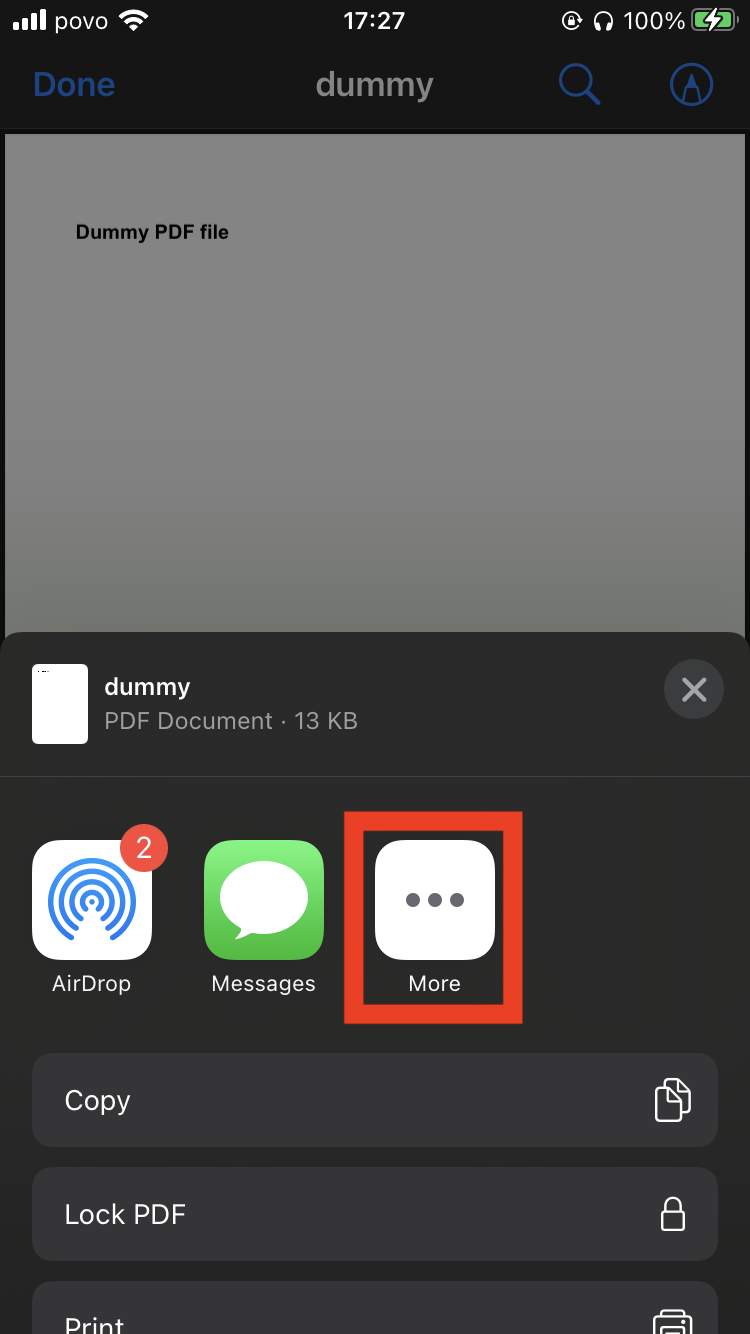 povo 17:27 100%
Done dummy
Dummy PDF file
dummy
PDF Document · 13 KB
2
AirDrop Messages More
Copy
Lock PDF
Print